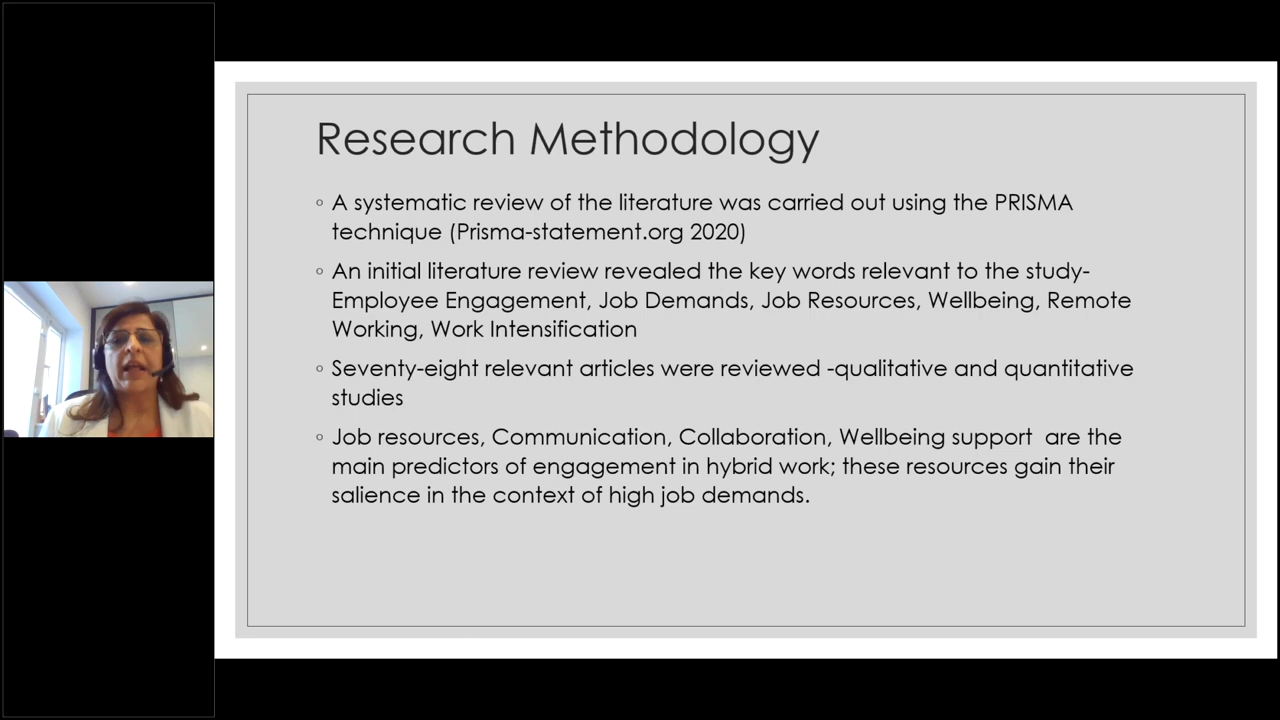 Research Methodology
◦ A systematic review of the literature was carried out using the PRISMA
technique (Prisma-statement.org 2020)
◦ An initial literature review revealed the key words relevant to the study-
Employee Engagement, Job Demands, Job Resources, Wellbeing, Remote
Working, Work Intensification
◦ Seventy-eight relevant articles were reviewed -qualitative and quantitative
studies
◦ Job resources, Communication, Collaboration, Wellbeing support  are the
main predictors of engagement in hybrid work; these resources gain their
salience in the context of high job demands.